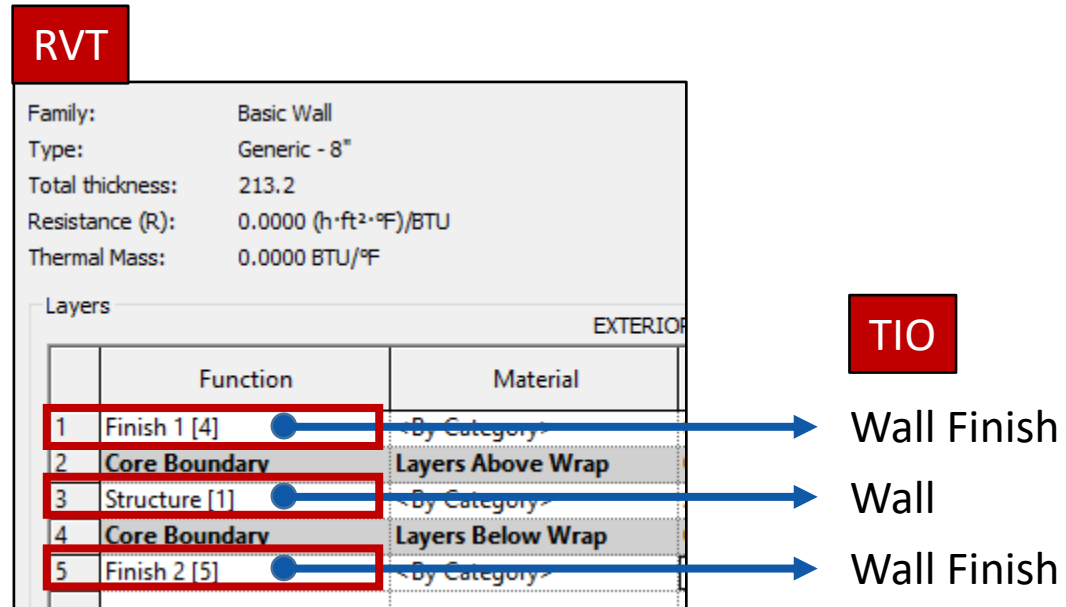 RVT
Family: Basic Wall
Type: Generic - 8"
Total thickness: 213.2
Resistance (R): 0.0000 (h·ft²·°F)/BTU
Thermal Mass: 0.0000 BTU/°F
Layers
EXTERIOR
TIO
Function Material
1 Finish 1 [4] <By Category> Wall Finish
2 Core Boundary Layers Above Wrap
3 Structure [1] <By Category> Wall
4 Core Boundary Layers Below Wrap
5 Finish 2 [5] <By Category> Wall Finish